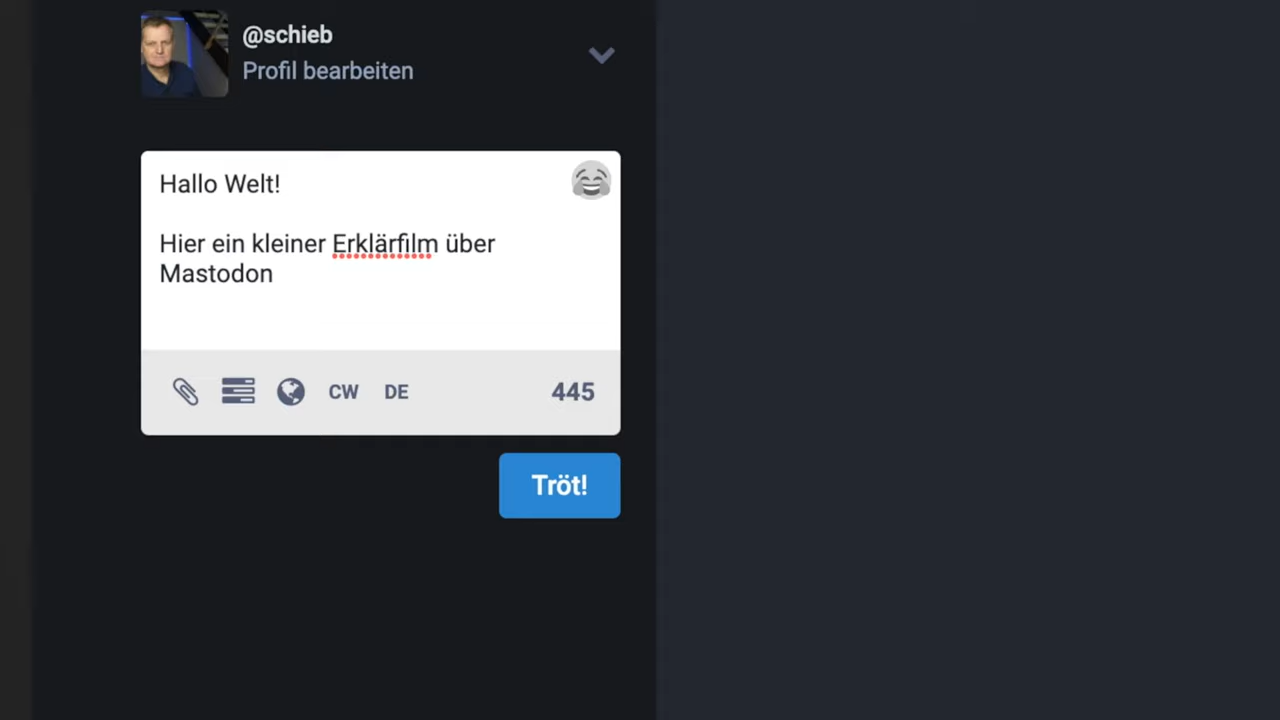 @schieb
Profil bearbeiten
Hallo Welt!
Hier ein kleiner Erklärfilm über
Mastodon
CW DE 445
Tröt!